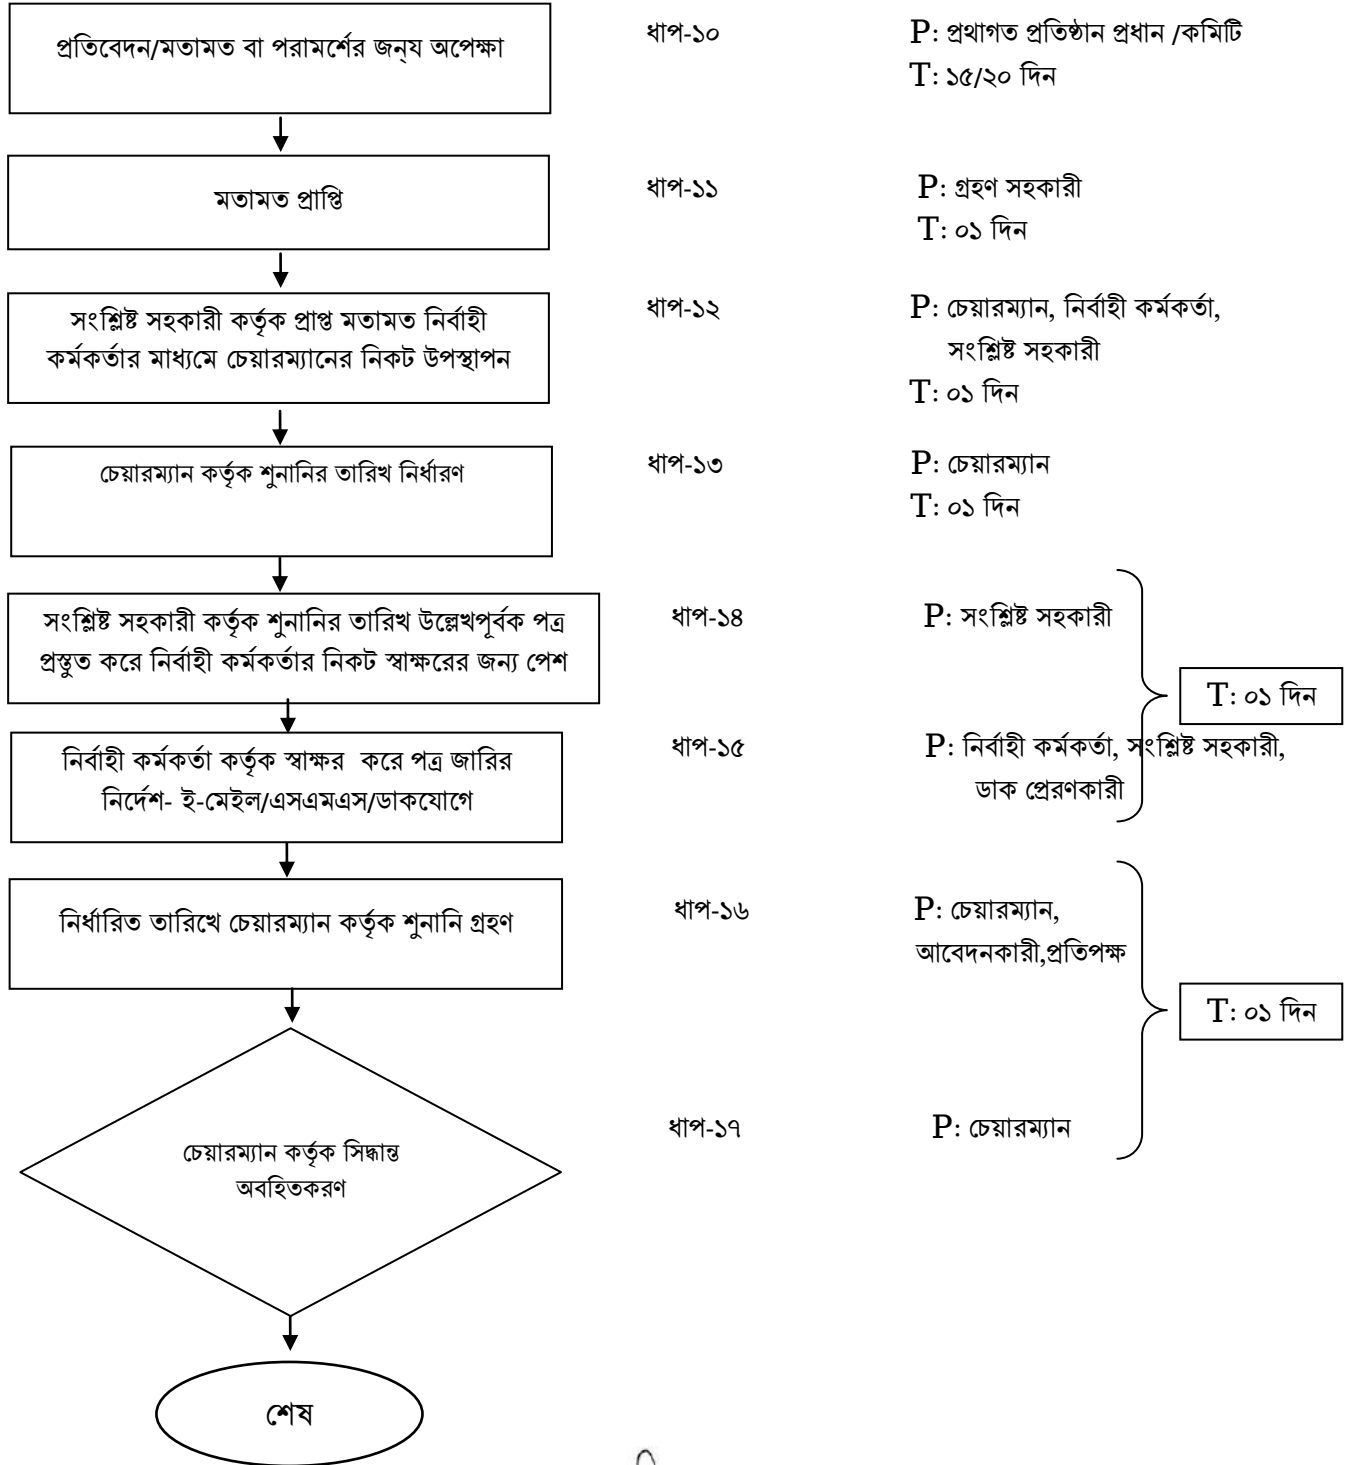 প্রতিবেদন/মতামত বা পরামর্শের জন্‌য অপেক্ষা
ধাপ-১০
P: প্রথাগত প্রতিষ্ঠান প্রধান /কমিটি
T: ১৫/২০ দিন
মতামত প্রাপ্তি
ধাপ-১১
P: গ্রহণ সহকারী
T: ০১ দিন
সংশ্লিষ্ট সহকারী কর্তৃক প্রাপ্ত মতামত নির্বাহী
কর্মকর্তার মাধ্যমে চেয়ারম্যানের নিকট উপস্থাপন
ধাপ-১২
P: চেয়ারম্যান, নির্বাহী কর্মকর্তা,
সংশ্লিষ্ট সহকারী
T: ০১ দিন
চেয়ারম্যান কর্তৃক শুনানির তারিখ নির্ধারণ
ধাপ-১৩
P: চেয়ারম্যান
T: ০১ দিন
সংশ্লিষ্ট সহকারী কর্তৃক শুনানির তারিখ উল্লেখপূর্বক পত্র
প্রস্তুত করে নির্বাহী কর্মকর্তার নিকট স্বাক্ষরের জন্য পেশ
ধাপ-১৪
P: সংশ্লিষ্ট সহকারী
T: ০১ দিন
নির্বাহী কর্মকর্তা কর্তৃক স্বাক্ষর করে পত্র জারির
নির্দেশ- ই-মেইল/এসএমএস/ডাকযোগে
ধাপ-১৫
P: নির্বাহী কর্মকর্তা, সংশ্লিষ্ট সহকারী,
ডাক প্রেরণকারী
নির্ধারিত তারিখে চেয়ারম্যান কর্তৃক শুনানি গ্রহণ
ধাপ-১৬
P: চেয়ারম্যান,
আবেদনকারী,প্রতিপক্ষ
T: ০১ দিন
চেয়ারম্যান কর্তৃক সিদ্ধান্ত
অবহিতকরণ
ধাপ-১৭
P: চেয়ারম্যান
শেষ